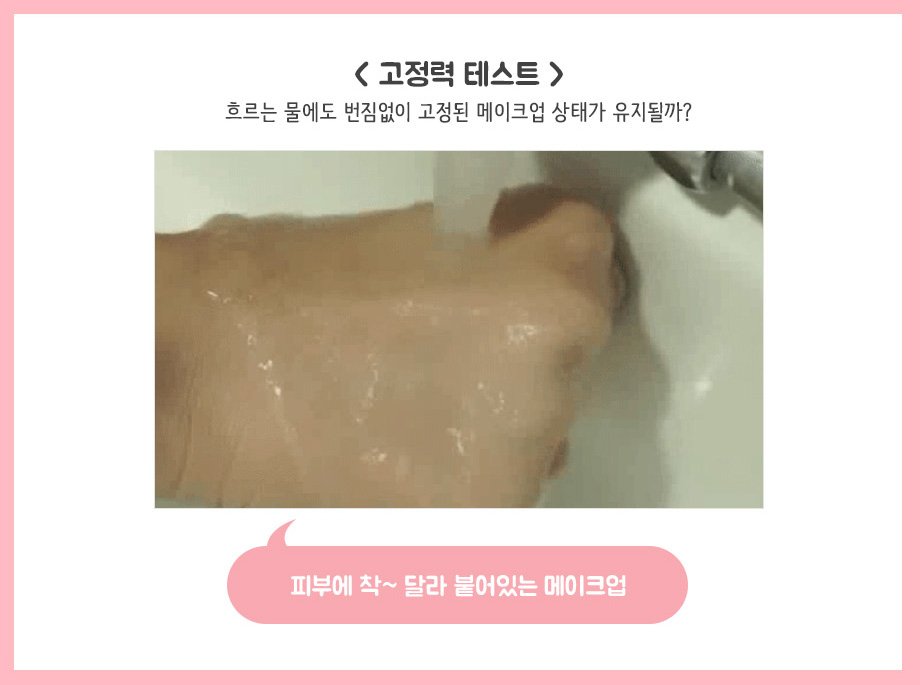 < 고정력 테스트 >
흐르는 물에도 번짐없이 고정된 메이크업 상태가 유지될까?
피부에 착~ 달라 붙어있는 메이크업